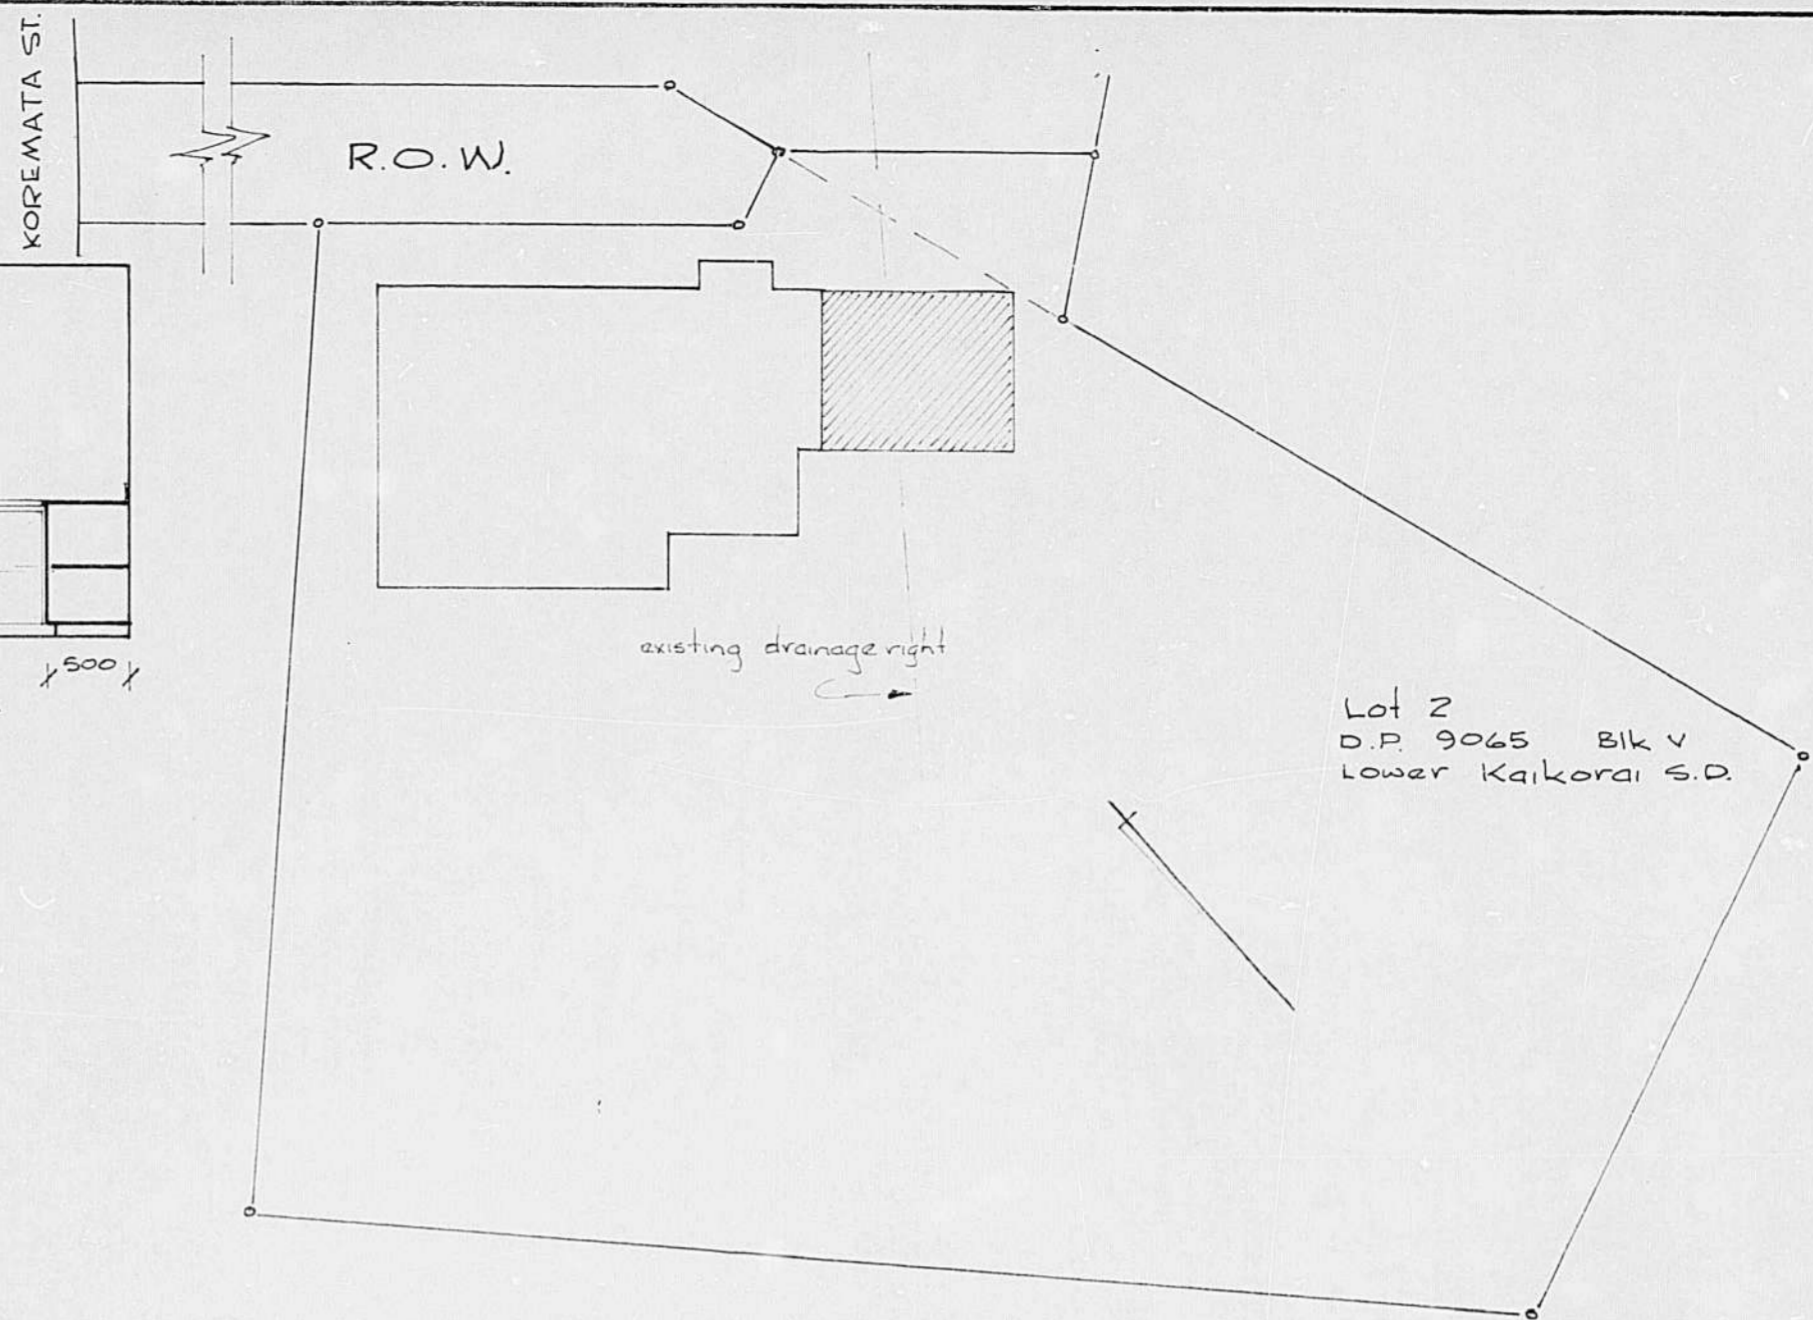 KOREMATA ST.
R.O.W.
existing drainage right
500
Lot 2
D.P. 9065 Blk V
Lower Kaikorai S.D.